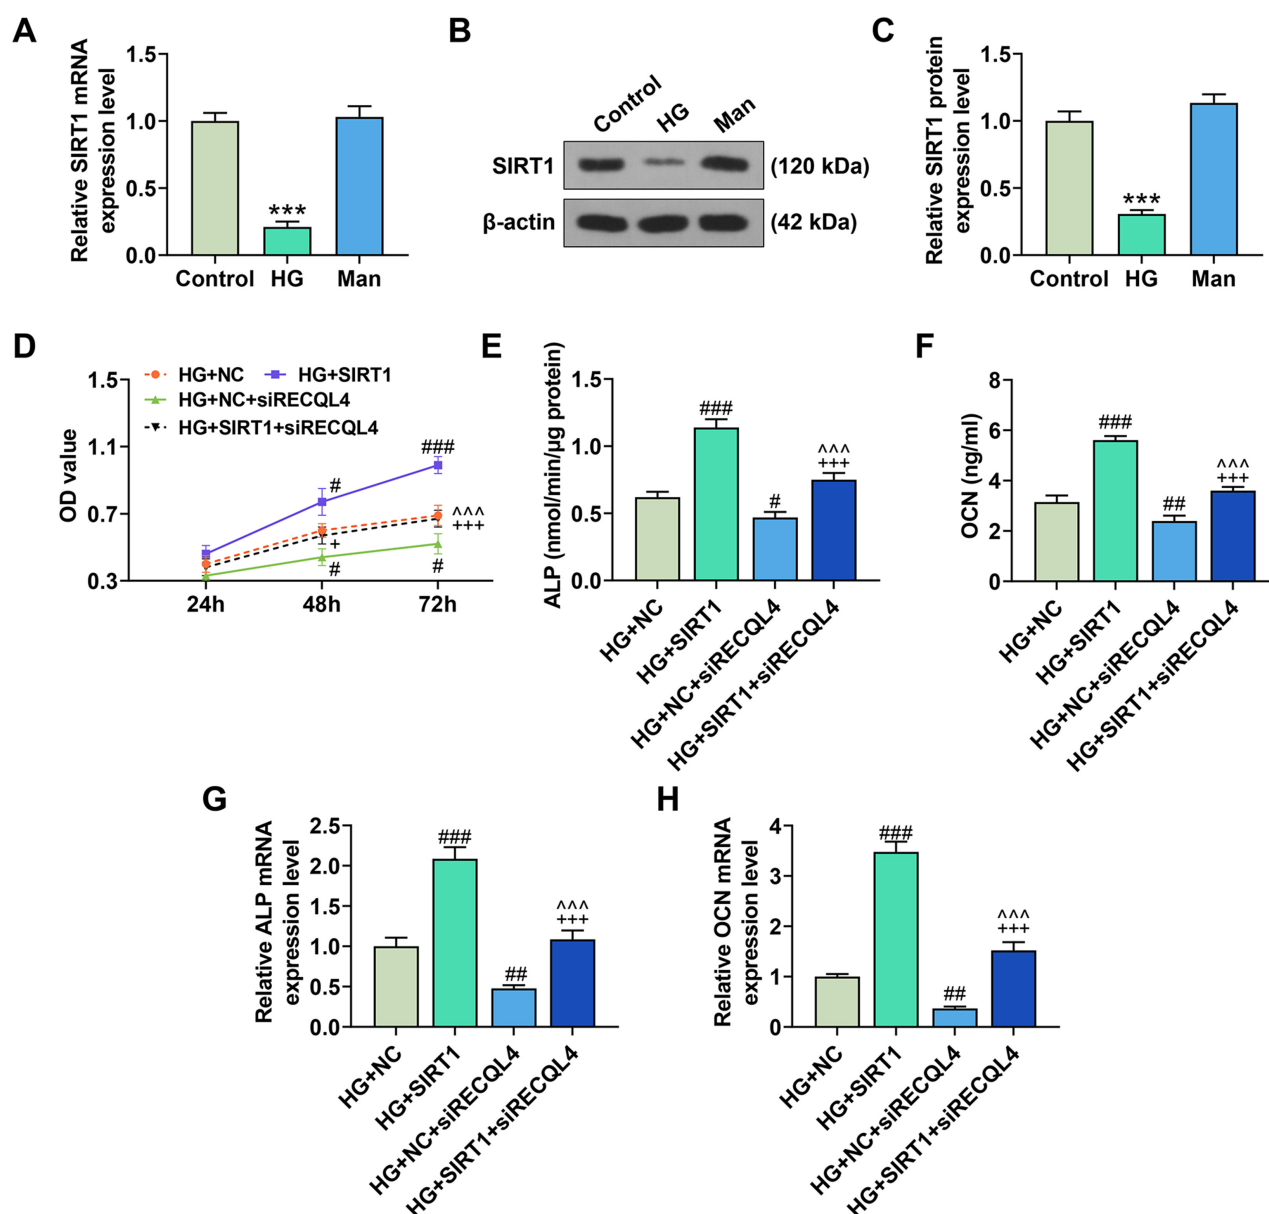 A
Relative SIRT1 mRNA
expression level
1.5
1.0
0.5
0.0
***
Control HG Man
B
Control HG Man
SIRT1 (120 kDa)
β-actin (42 kDa)
C
Relative SIRT1 protein
expression level
1.5
1.0
0.5
0.0
***
Control HG Man
D
HG+NC HG+SIRT1
HG+NC+siRECQL4
HG+SIRT1+siRECQL4
OD value
1.5
1.1
0.7
0.3
#
+
#
###
^^^
+++
#
24h 48h 72h
E
ALP (nmol/min/μg protein)
1.5
1.0
0.5
0.0
###
#
^^^
+++
HG+NC
HG+SIRT1
HG+NC+siRECQL4
HG+SIRT1+siRECQL4
F
OCN (ng/ml)
8
6
4
2
0
###
##
^^^
+++
HG+NC
HG+SIRT1
HG+NC+siRECQL4
HG+SIRT1+siRECQL4
G
Relative ALP mRNA
expression level
2.5
2.0
1.5
1.0
0.5
0.0
###
##
^^^
+++
HG+NC
HG+SIRT1
HG+NC+siRECQL4
HG+SIRT1+siRECQL4
H
Relative OCN mRNA
expression level
4
3
2
1
0
###
##
^^^
+++
HG+NC
HG+SIRT1
HG+NC+siRECQL4
HG+SIRT1+siRECQL4